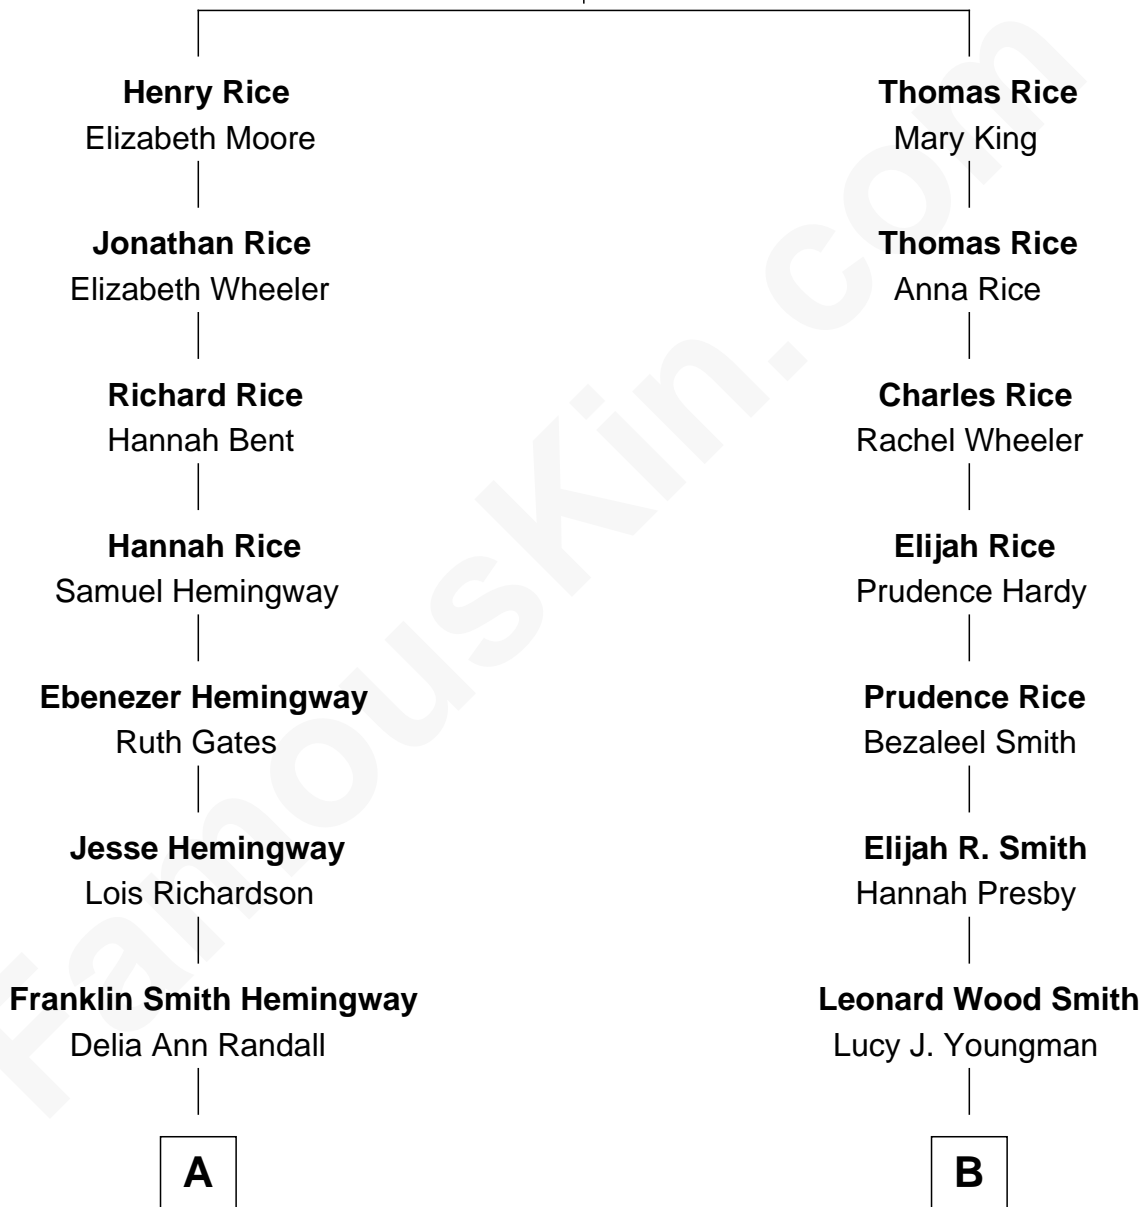 Henry Rice
Elizabeth Moore
Jonathan Rice
Elizabeth Wheeler
Richard Rice
Hannah Bent
Hannah Rice
Samuel Hemingway
Ebenezer Hemingway
Ruth Gates
Jesse Hemingway
Lois Richardson
Franklin Smith Hemingway
Delia Ann Randall
A
Thomas Rice
Mary King
Thomas Rice
Anna Rice
Charles Rice
Rachel Wheeler
Elijah Rice
Prudence Hardy
Prudence Rice
Bezaleel Smith
Elijah R. Smith
Hannah Presby
Leonard Wood Smith
Lucy J. Youngman
B
FamousKin.com